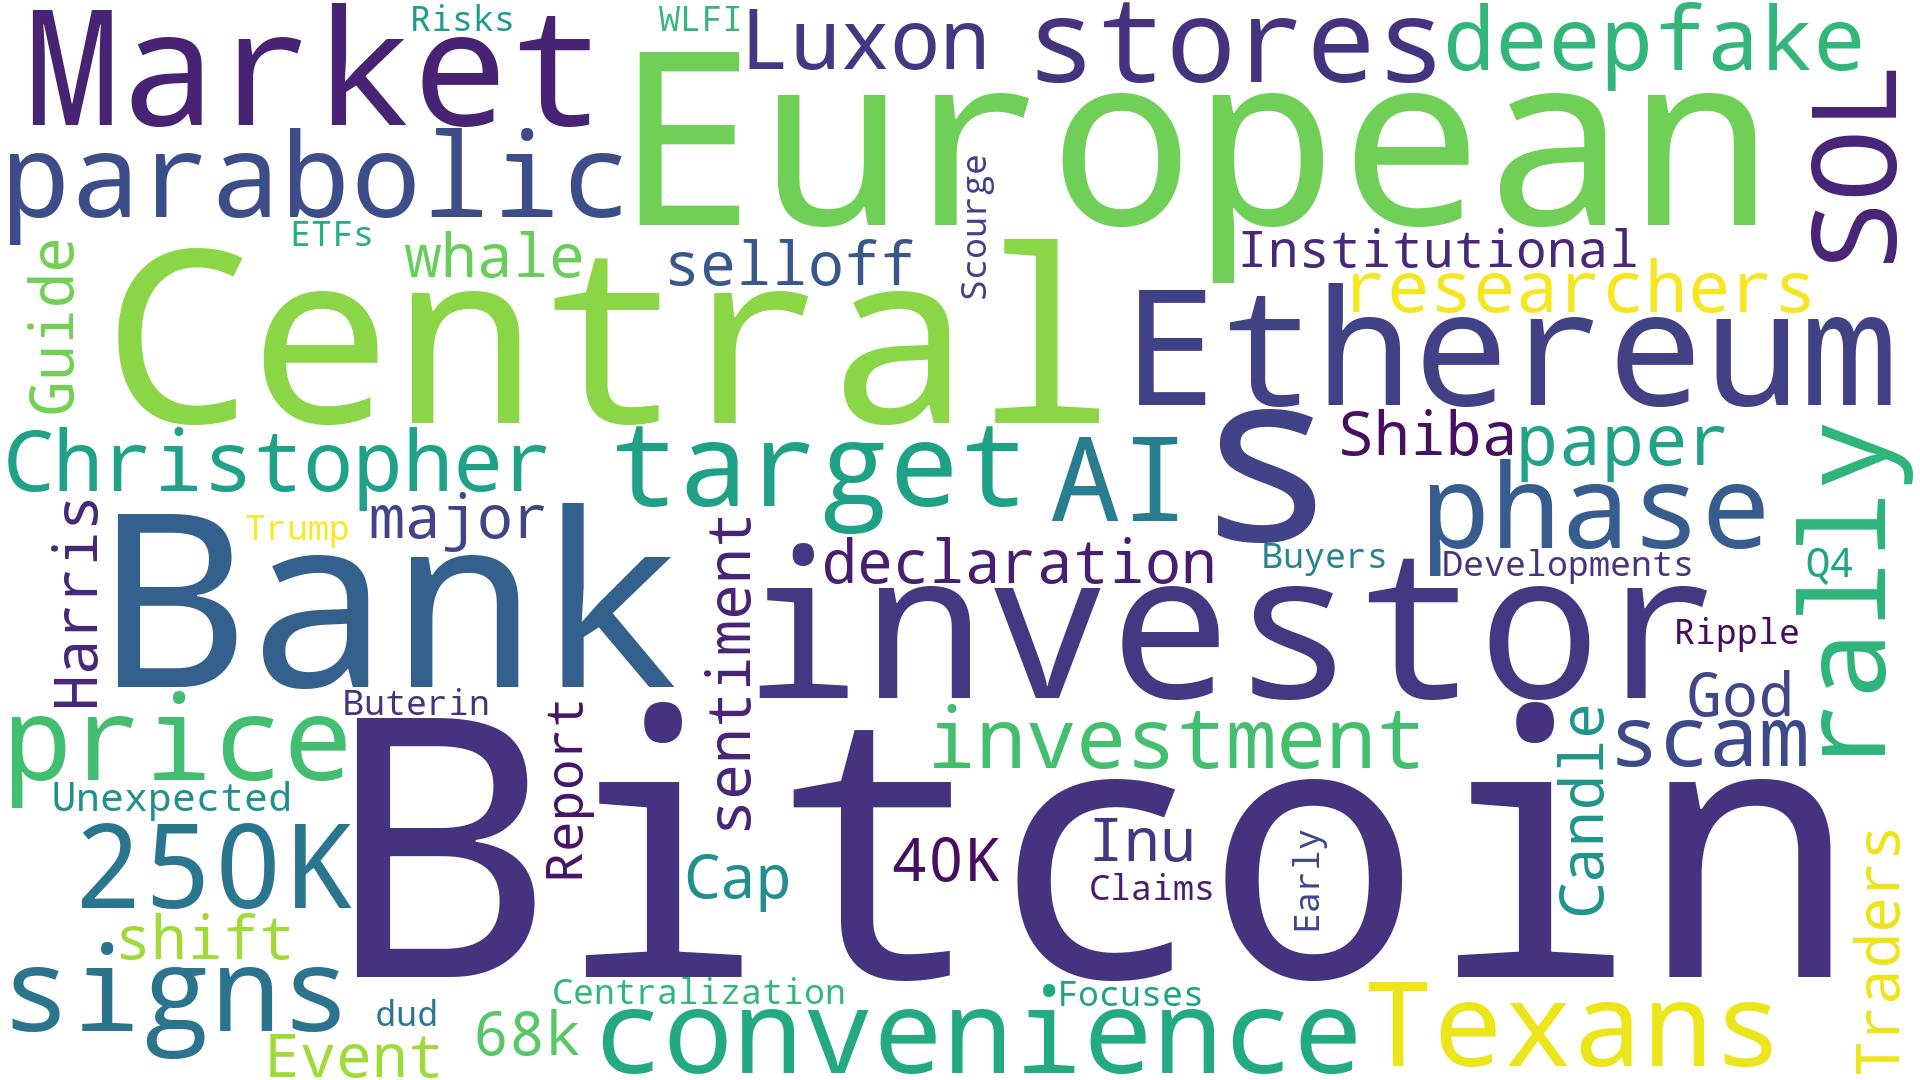 Market
Risks
WLFI
Luxon
stores
deepfake
European
SOL
parabolic
Scourge
ETFs
whale
selloff
Institutional
researchers
Guide
Central
Ethereum
Christopher
target
AI
s
Shiba
paper
phase
rally
Harris
Trump
major
Bank
sentiment
declaration
investor
Buyers
Developments
Q4
Ripple
God
price
Buterin
Report
investment
Candle
scam
Unexpected
Bitcoin
250K
Cap
40K
Inu
Claims
Early
Traders
shift
signs
dud
Event
Centralization
68k
convenience
Focuses
Texans